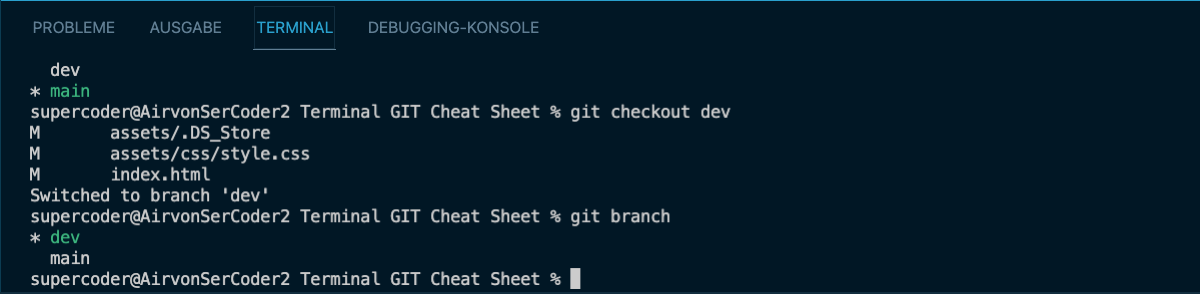 PROBLEME AUSGABE TERMINAL DEBUGGING-KONSOLE
  dev
* main
supercoder@AirvonSerCoder2 Terminal GIT Cheat Sheet % git checkout dev
M       assets/.DS_Store
M       assets/css/style.css
M       index.html
Switched to branch 'dev'
supercoder@AirvonSerCoder2 Terminal GIT Cheat Sheet % git branch
* dev
  main
supercoder@AirvonSerCoder2 Terminal GIT Cheat Sheet %